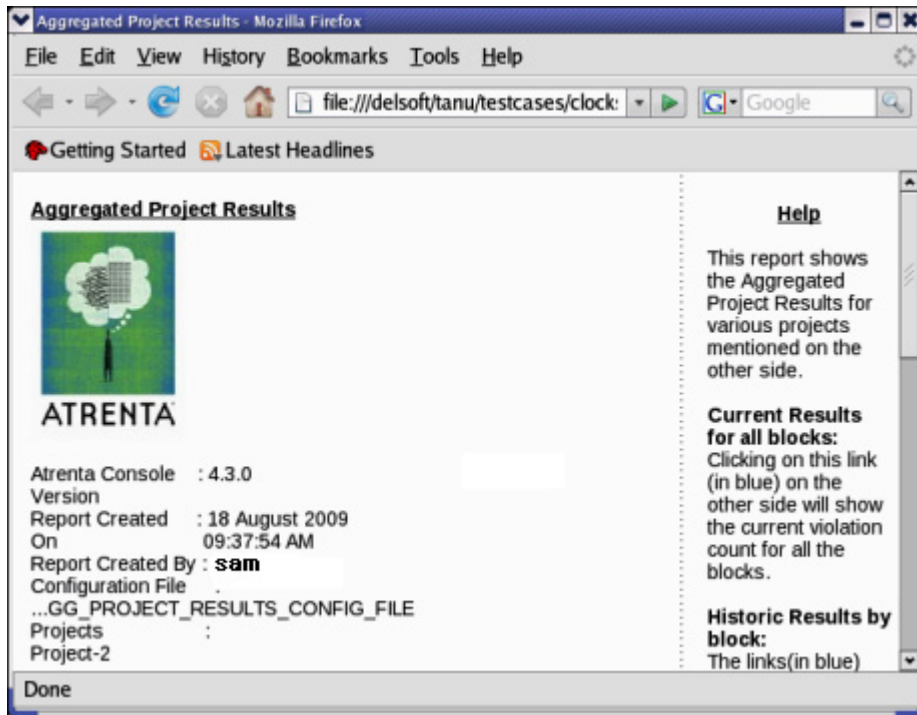 Aggregated Project Results - Mozilla Firefox
File Edit View History Bookmarks Tools Help
file:///delsoft/tanu/testcases/clock: Google
Getting Started Latest Headlines
Aggregated Project Results
ATRENTA
Atrenta Console : 4.3.0
Version
Report Created : 18 August 2009
On 09:37:54 AM
Report Created By : sam
Configuration File .
...GG_PROJECT_RESULTS_CONFIG_FILE
Projects :
Project-2
Help
This report shows
the Aggregated
Project Results for
various projects
mentioned on the
other side.
Current Results
for all blocks:
Clicking on this link
(in blue) on the
other side will show
the current violation
count for all the
blocks.
Historic Results by
block:
The links(in blue)
Done